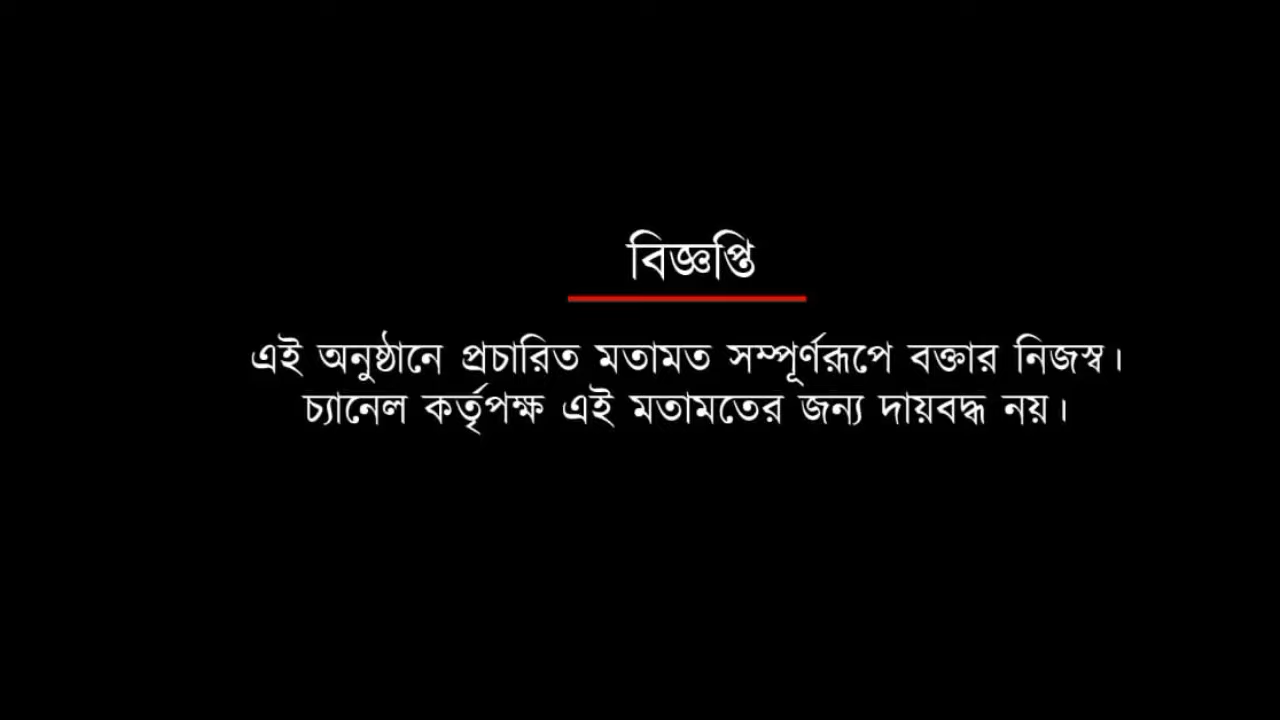 বিজ্ঞপ্তি
এই অনুষ্ঠানে প্রচারিত মতামত সম্পূর্ণরূপে বক্তার নিজস্ব।
চ্যানেল কর্তৃপক্ষ এই মতামতের জন্য দায়বদ্ধ নয়।